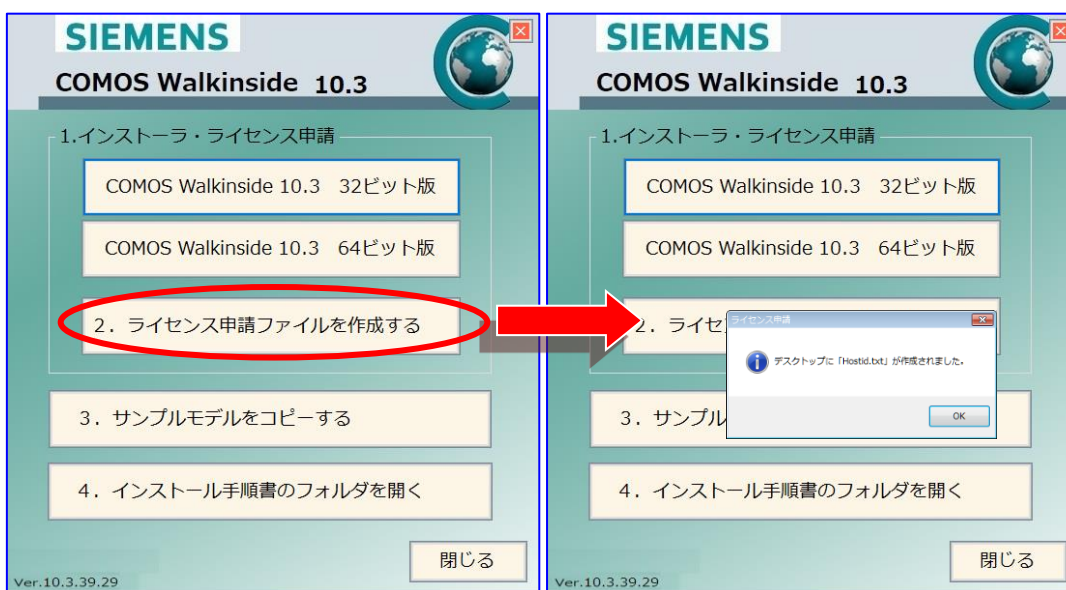 SIEMENS
COMOS Walkinside 10.3
1.インストーラ・ライセンス申請
COMOS Walkinside 10.3 32ビット版
COMOS Walkinside 10.3 64ビット版
2．ライセンス申請ファイルを作成する
3．サンプルモデルをコピーする
4．インストール手順書のフォルダを開く
閉じる
Ver.10.3.39.29
SIEMENS
COMOS Walkinside 10.3
1.インストーラ・ライセンス申請
COMOS Walkinside 10.3 32ビット版
COMOS Walkinside 10.3 64ビット版
2．ライセ
ライセンス申請
デスクトップに「Hostid.txt」が作成されました。
OK
3．サンプル
4．インストール手順書のフォルダを開く
閉じる
Ver.10.3.39.29